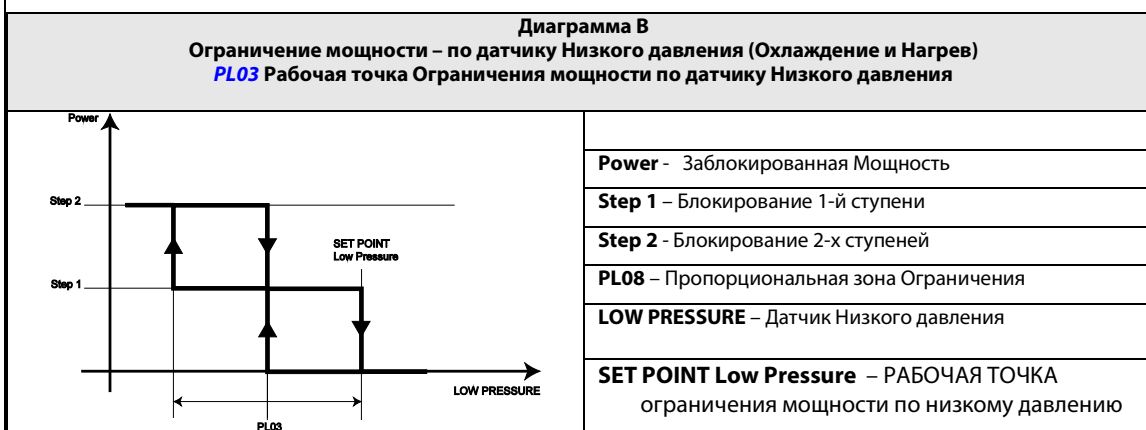 Диаграмма B
Ограничение мощности – по датчику Низкого давления (Охлаждение и Нагрев)
PL03 Рабочая точка Ограничения мощности по датчику Низкого давления
Power
Step 2
SET POINT
Low Pressure
Step 1
LOW PRESSURE
PL03
Power - Заблокированная Мощность
Step 1 – Блокирование 1-й ступени
Step 2 - Блокирование 2-х ступеней
PL08 – Пропорциональная зона Ограничения
LOW PRESSURE – Датчик Низкого давления
SET POINT Low Pressure – РАБОЧАЯ ТОЧКА
ограничения мощности по низкому давлению